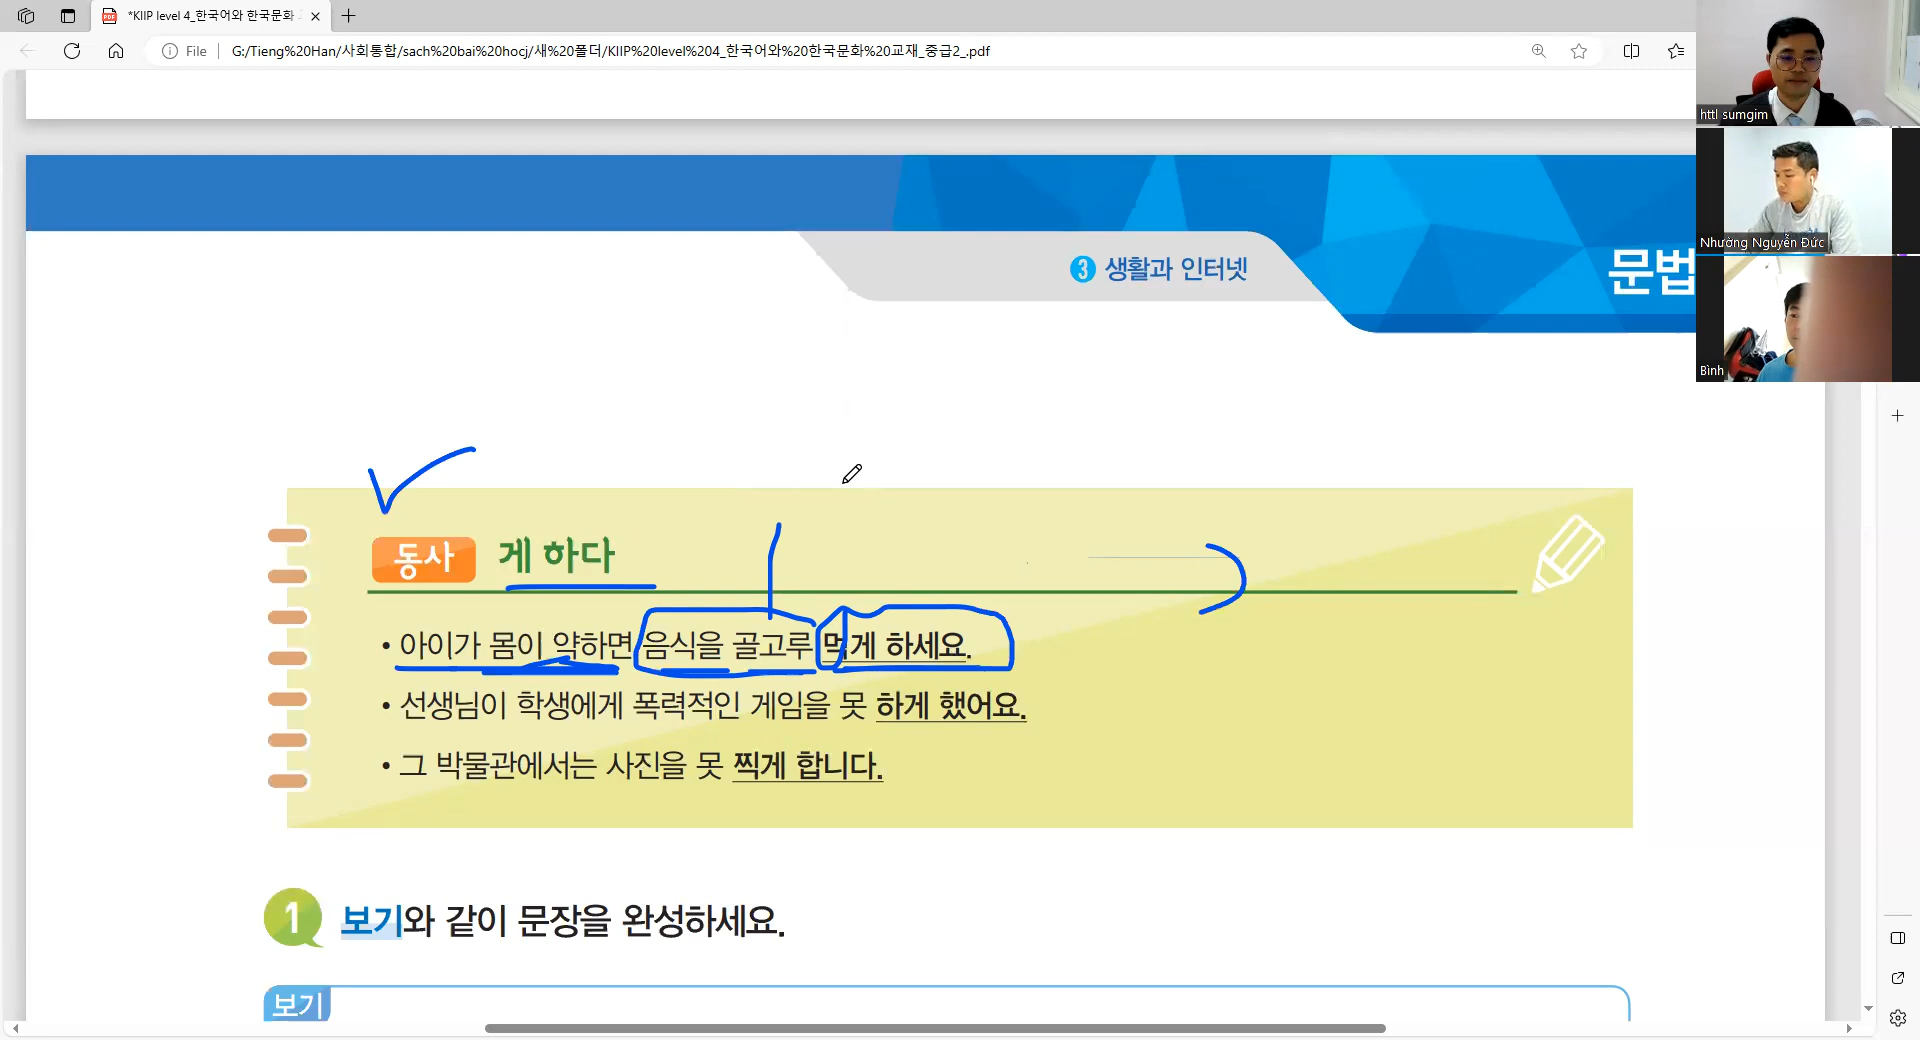 *KIIP level 4_한국어와 한국문화
File
G:/Tieng%20Han/사회통합/sach%20bai%20hocj/새%20폴더/KIIP%20level%204_한국어와%20한국문화%20교재_중급2_.pdf
httl sumgim
Nhường Nguyễn Đức
Bình
3 생활과 인터넷
문법
동사 게 하다
• 아이가 몸이 약하면 음식을 골고루 먹게 하세요.
• 선생님이 학생에게 폭력적인 게임을 못 하게 했어요.
• 그 박물관에서는 사진을 못 찍게 합니다.
1 보기와 같이 문장을 완성하세요.
보기